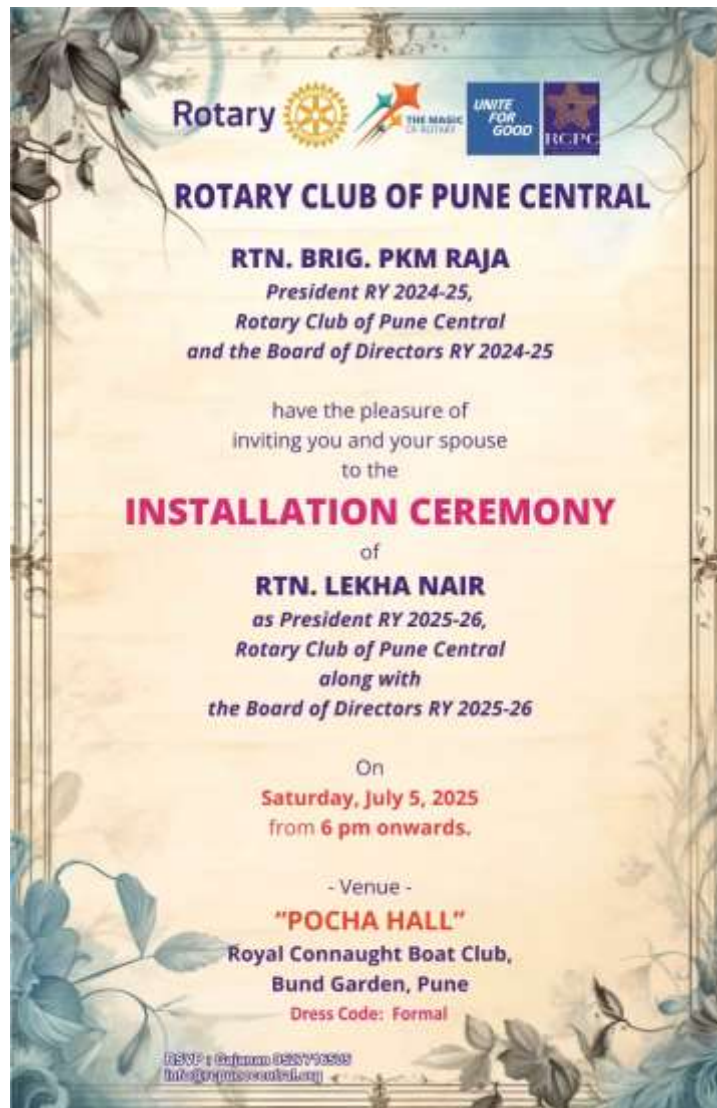 Rotary
THE MAGIC
OF ROTARY
UNITE
FOR
GOOD
RCPC
ROTARY CLUB OF PUNE CENTRAL
RTN. BRIG. PKM RAJA
President RY 2024-25,
Rotary Club of Pune Central
and the Board of Directors RY 2024-25
have the pleasure of
inviting you and your spouse
to the
INSTALLATION CEREMONY
of
RTN. LEKHA NAIR
as President RY 2025-26,
Rotary Club of Pune Central
along with
the Board of Directors RY 2025-26
On
Saturday, July 5, 2025
from 6 pm onwards.
- Venue -
“POCHA HALL”
Royal Connaught Boat Club,
Bund Garden, Pune
Dress Code: Formal
RSVP : Gajanan
info@rcpunecentral.org